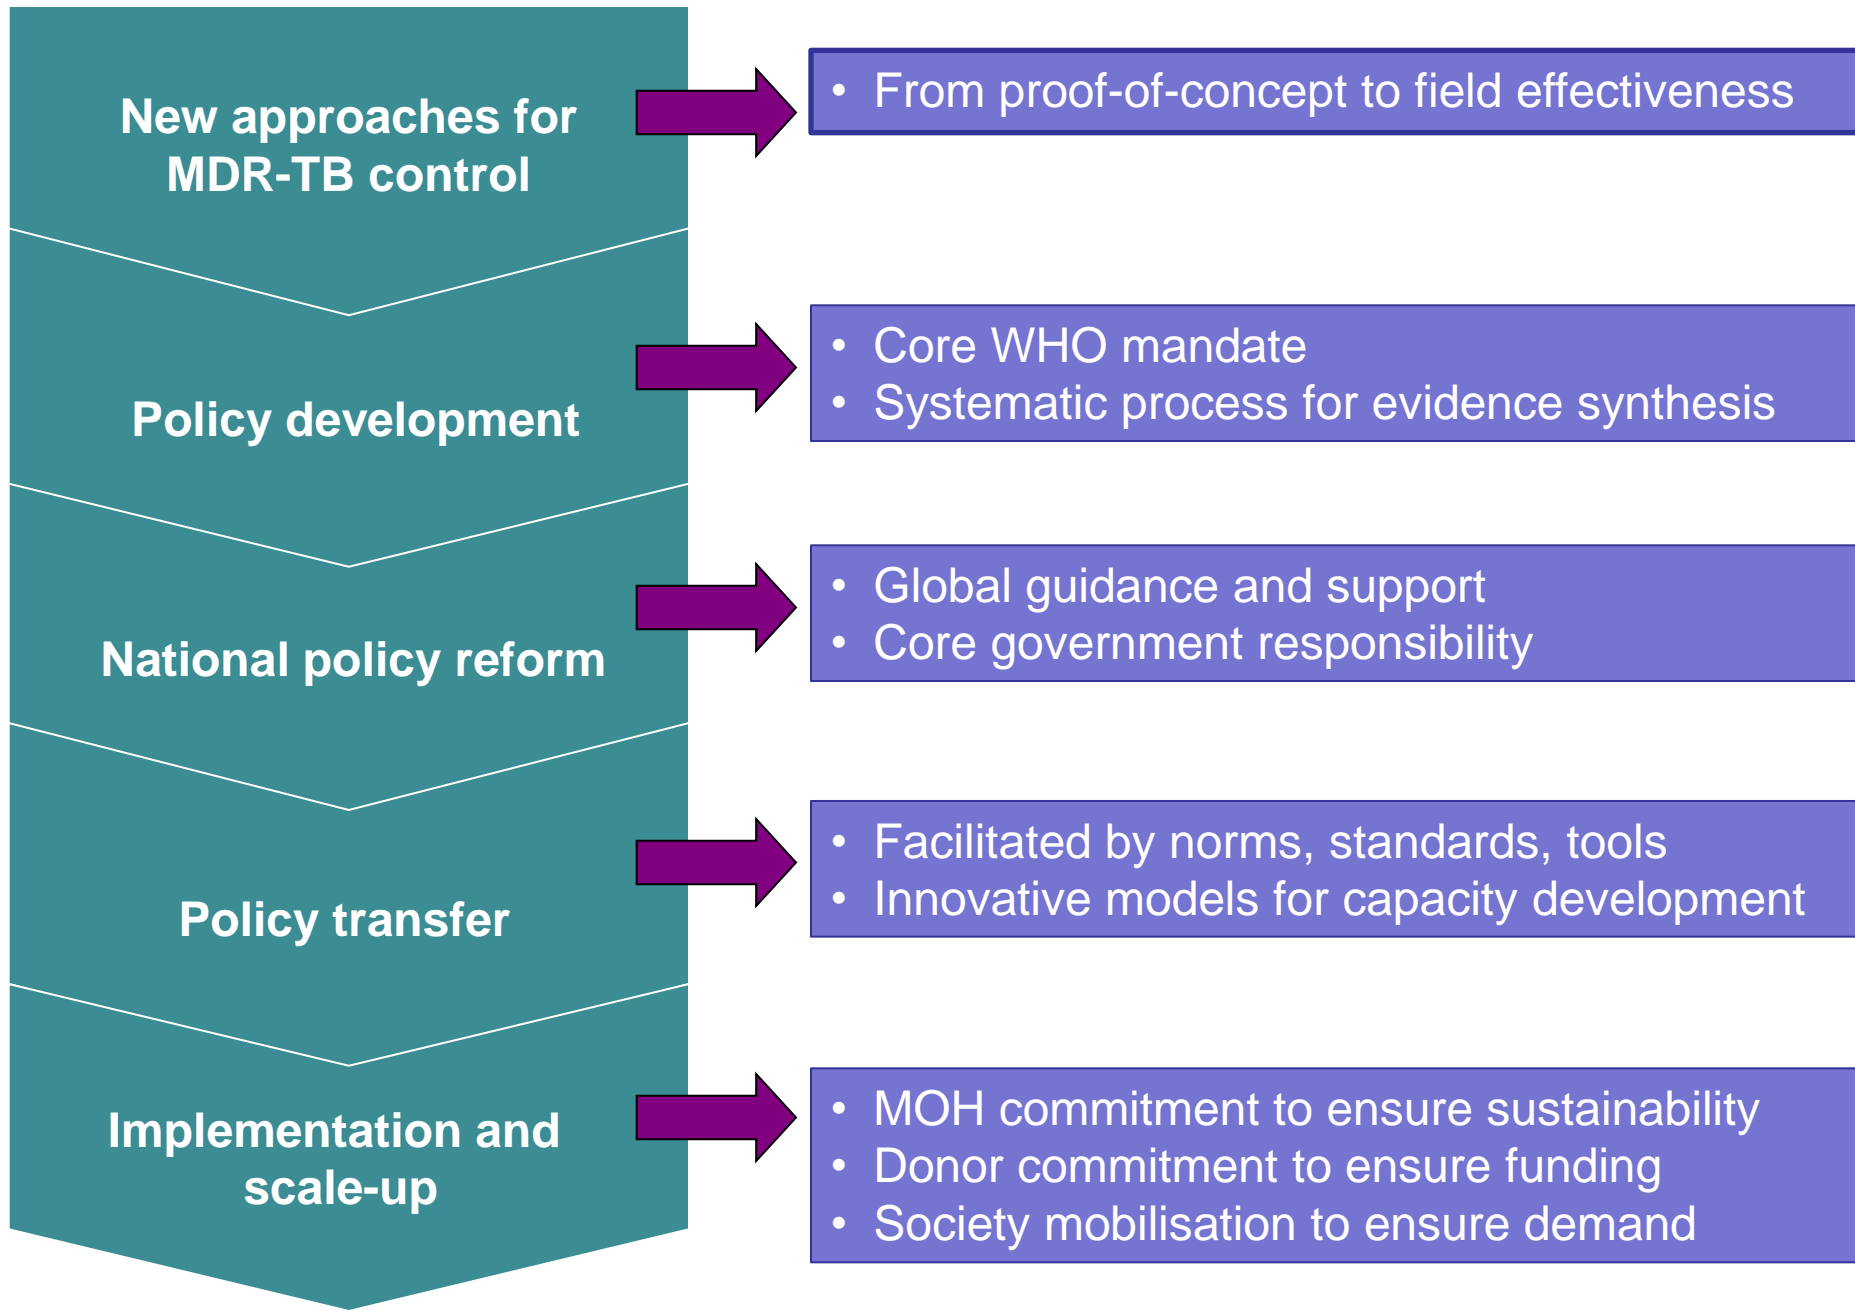 New approaches for
MDR-TB control
• From proof-of-concept to field effectiveness
Policy development
• Core WHO mandate
• Systematic process for evidence synthesis
National policy reform
• Global guidance and support
• Core government responsibility
Policy transfer
• Facilitated by norms, standards, tools
• Innovative models for capacity development
Implementation and
scale-up
• MOH commitment to ensure sustainability
• Donor commitment to ensure funding
• Society mobilisation to ensure demand